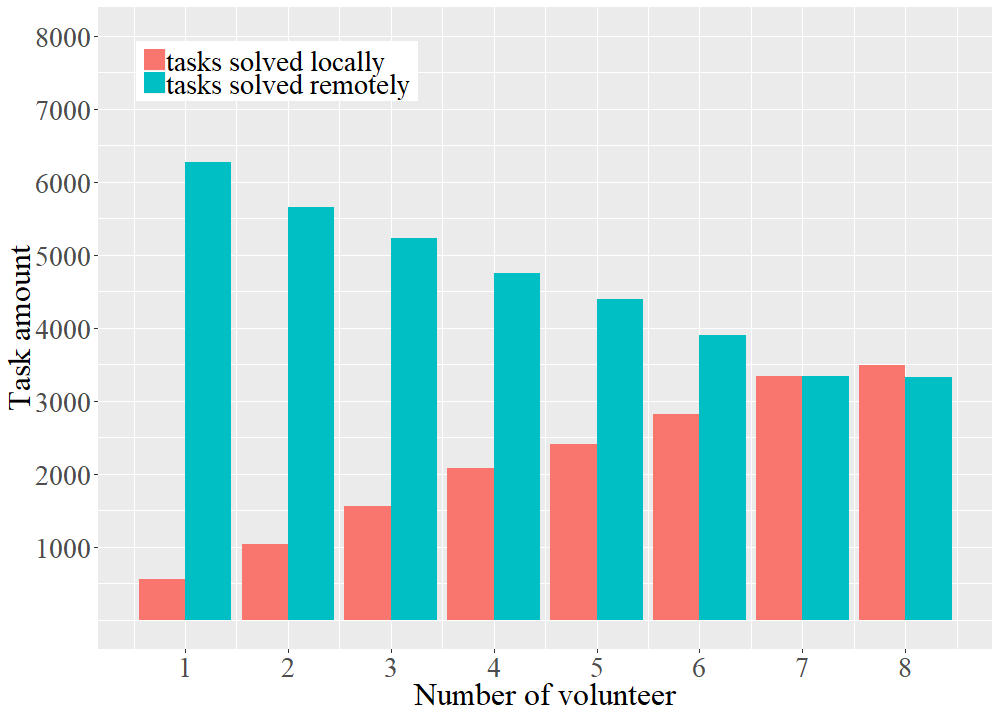 8000
7000
6000
5000
4000
3000
2000
1000
Task amount
tasks solved locally
tasks solved remotely
1 2 3 4 5 6 7 8
Number of volunteer